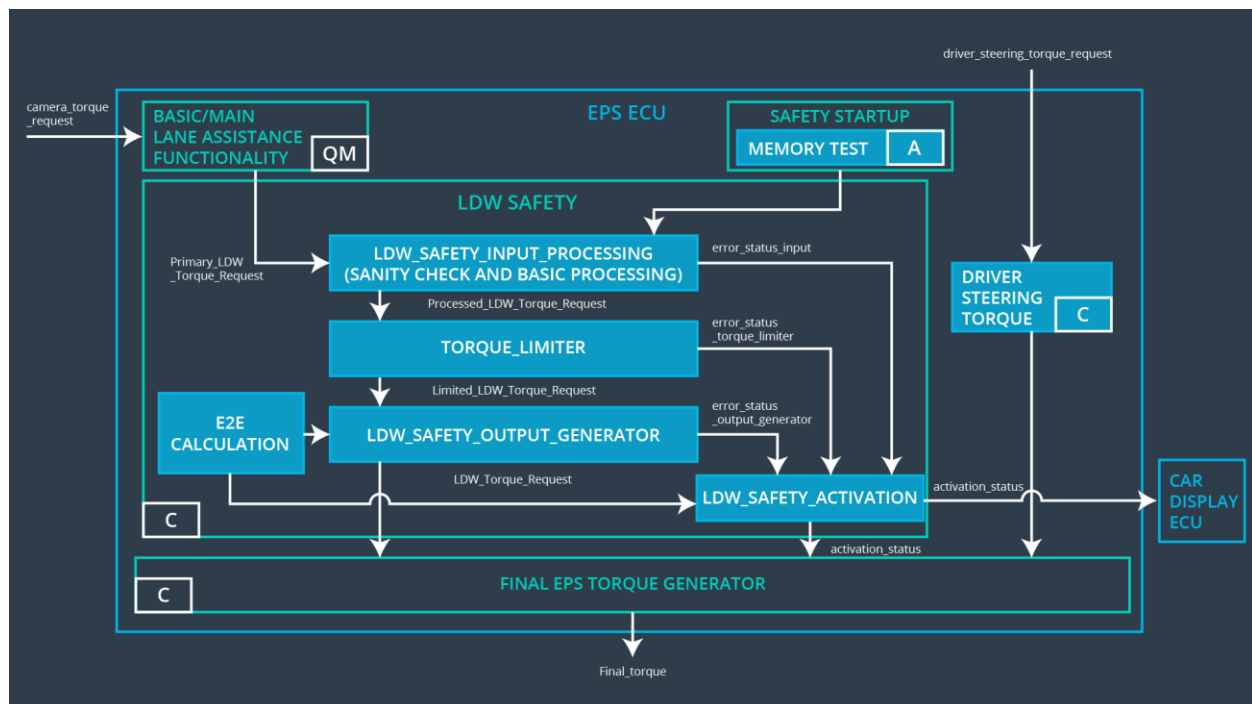 driver_steering_torque_request
camera_torque
_request
BASIC/MAIN
LANE ASSISTANCE
FUNCTIONALITY
QM
EPS ECU
SAFETY STARTUP
MEMORY TEST
A
LDW SAFETY
Primary_LDW
_Torque_Request
LDW_SAFETY_INPUT_PROCESSING
(SANITY CHECK AND BASIC PROCESSING)
error_status_input
DRIVER
STEERING
TORQUE
C
Processed_LDW_Torque_Request
TORQUE_LIMITER
error_status
_torque_limiter
Limited_LDW_Torque_Request
E2E
CALCULATION
LDW_SAFETY_OUTPUT_GENERATOR
error_status
_output_generator
LDW_Torque_Request
LDW_SAFETY_ACTIVATION
activation_status
CAR
DISPLAY
ECU
C
activation_status
FINAL EPS TORQUE GENERATOR
C
Final_torque